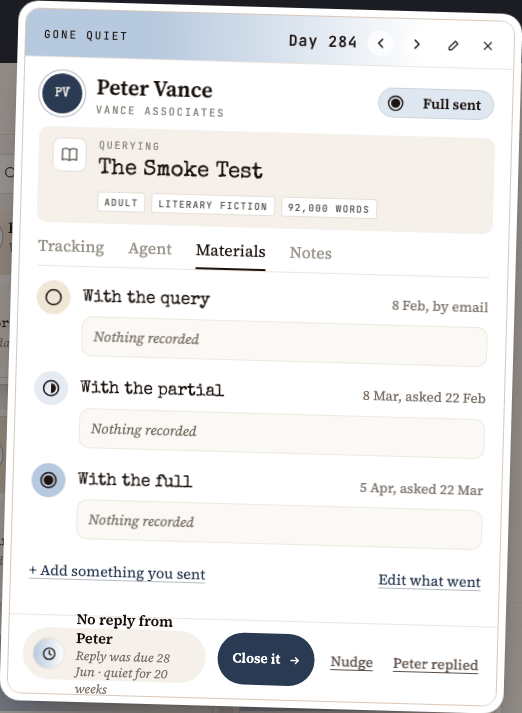 GONE QUIET
Day 284
PV
Peter Vance
VANCE ASSOCIATES
Full sent
QUERYING
The Smoke Test
ADULT
LITERARY FICTION
92,000 WORDS
Tracking
Agent
Materials
Notes
With the query
8 Feb, by email
Nothing recorded
With the partial
8 Mar, asked 22 Feb
Nothing recorded
With the full
5 Apr, asked 22 Mar
Nothing recorded
+ Add something you sent
Edit what went
No reply from
Peter
Reply was due 28
Jun · quiet for 20
weeks
Close it →
Nudge
Peter replied